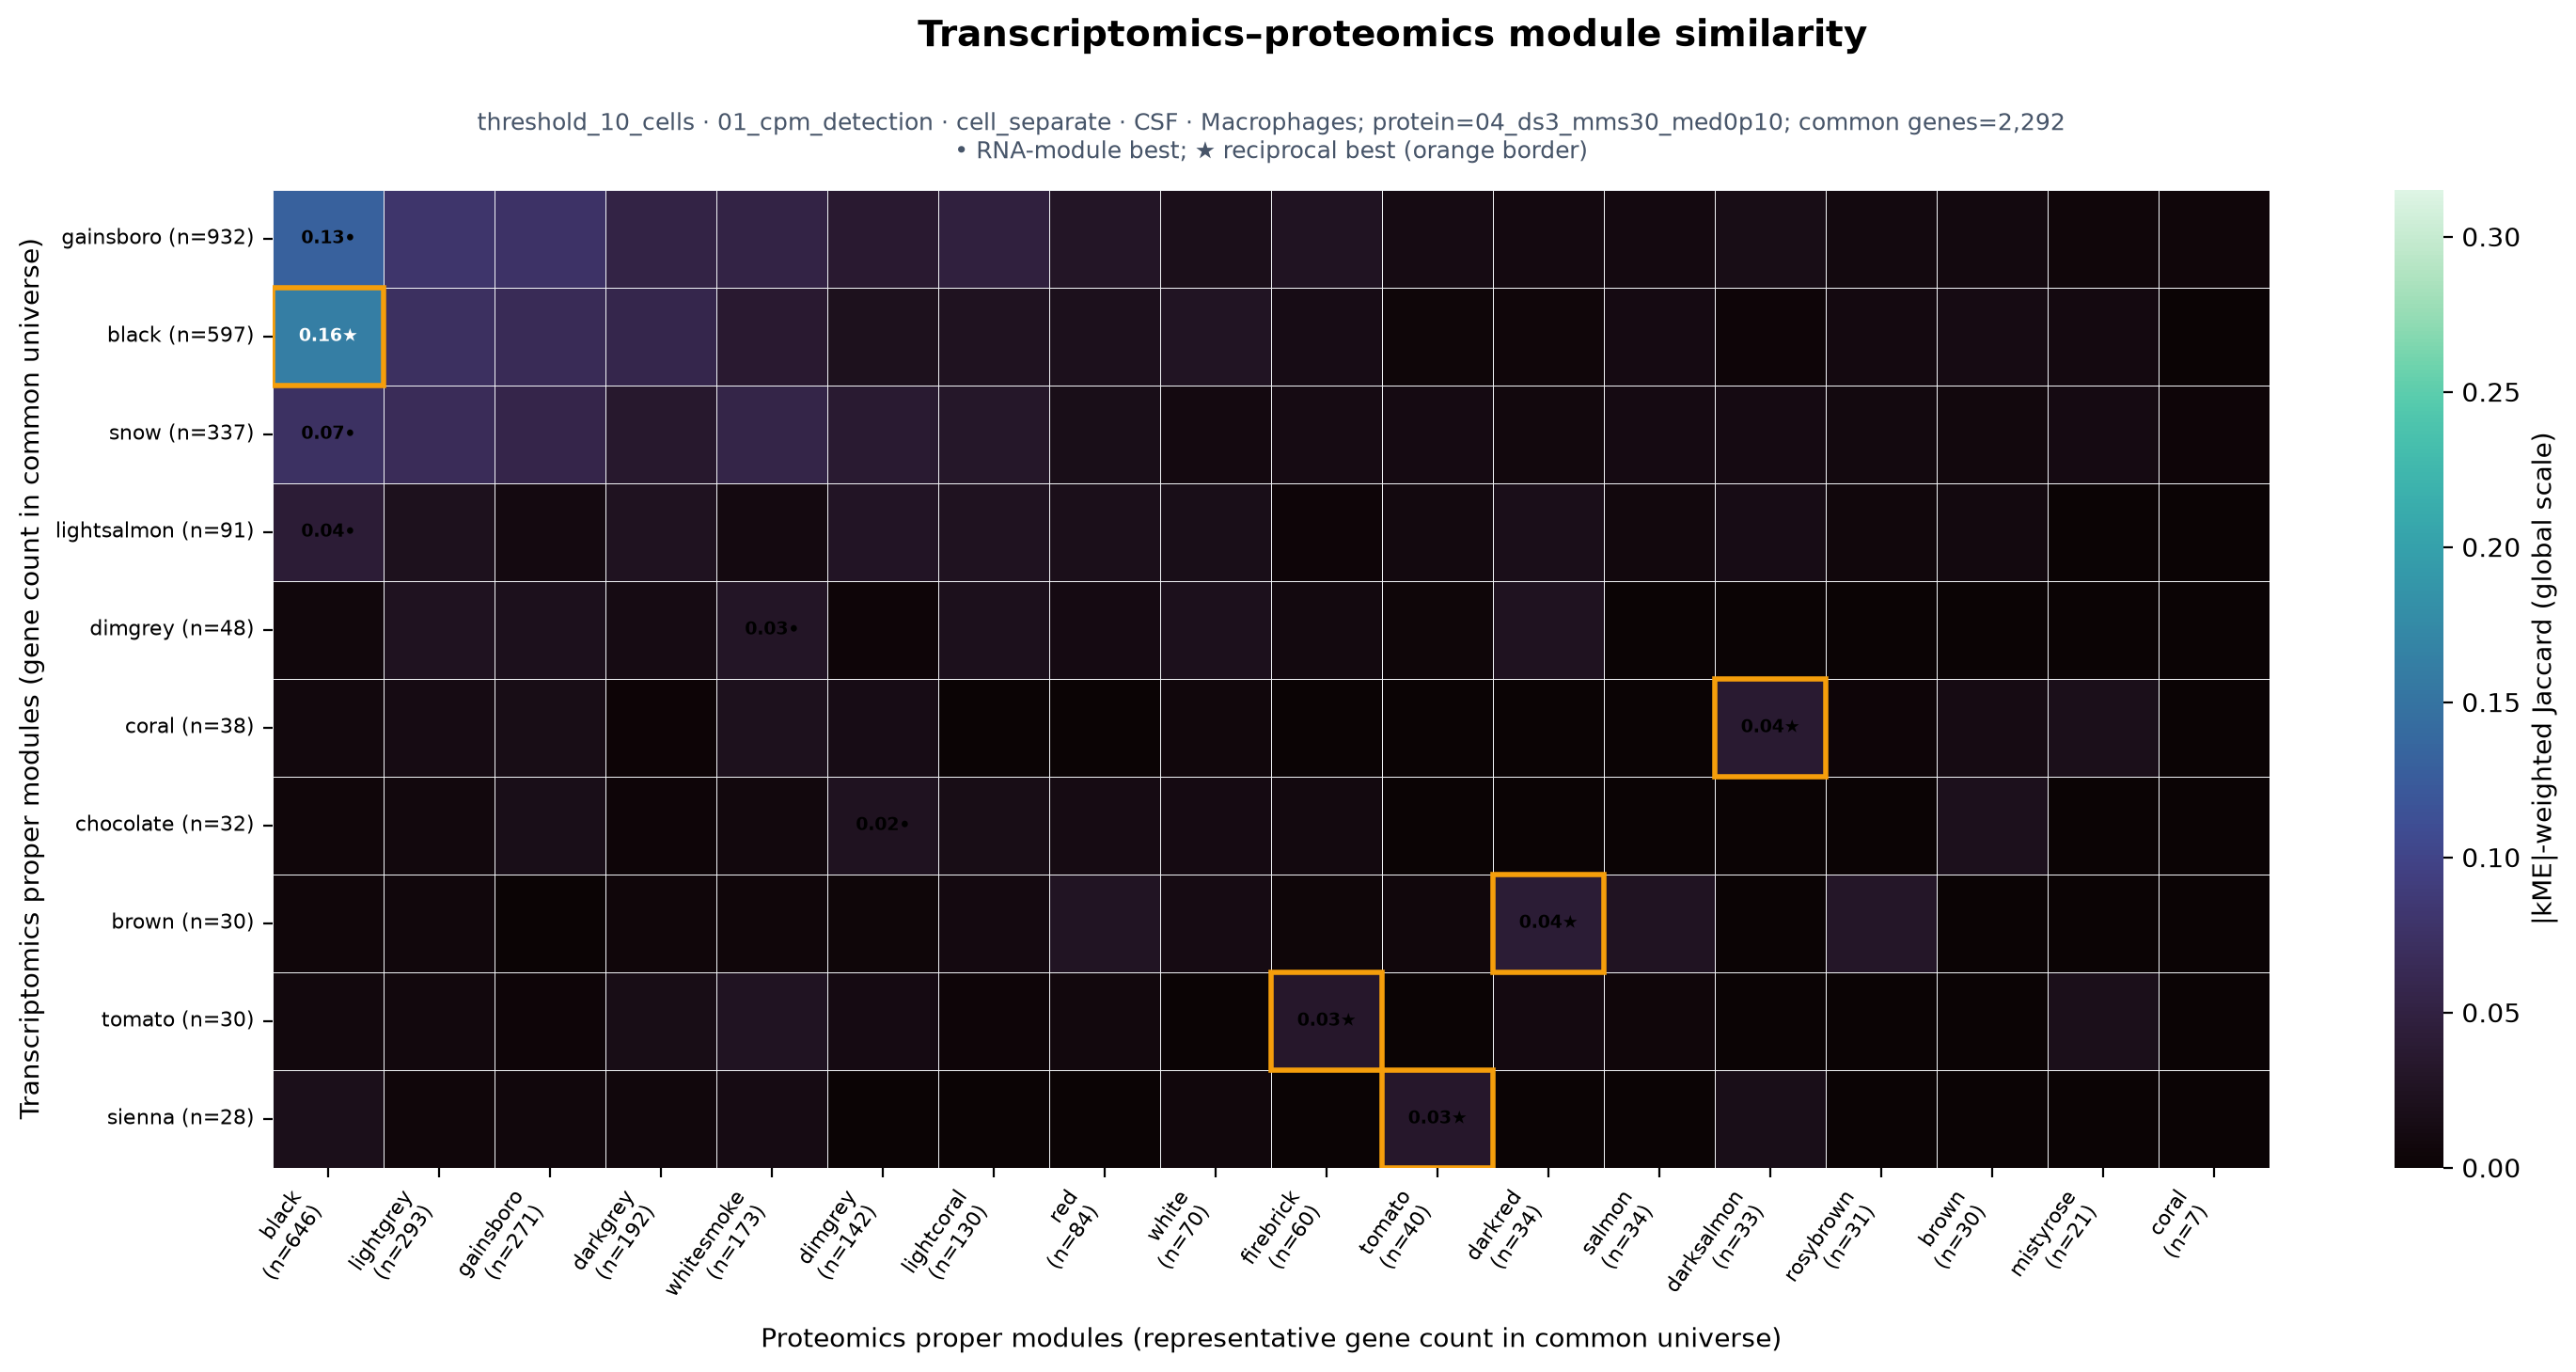 Transcriptomics–proteomics module similarity
threshold_10_cells · 01_cpm_detection · cell_separate · CSF · Macrophages; protein=04_ds3_mms30_med0p10; common genes=2,292
• RNA-module best; ★ reciprocal best (orange border)
Transcriptomics proper modules (gene count in common universe)
gainsboro (n=932)
0.13•
black (n=597)
0.16★
snow (n=337)
0.07•
lightsalmon (n=91)
0.04•
dimgrey (n=48)
0.03•
coral (n=38)
0.04★
chocolate (n=32)
0.02•
brown (n=30)
0.04★
tomato (n=30)
0.03★
sienna (n=28)
0.03★
black
(n=646)
lightgrey
(n=293)
gainsboro
(n=271)
darkgrey
(n=192)
whitesmoke
(n=173)
dimgrey
(n=142)
lightcoral
(n=130)
red
(n=84)
white
(n=70)
firebrick
(n=60)
tomato
(n=40)
darkred
(n=34)
salmon
(n=34)
darksalmon
(n=33)
rosybrown
(n=31)
brown
(n=30)
mistyrose
(n=21)
coral
(n=7)
Proteomics proper modules (representative gene count in common universe)
0.30
0.25
0.20
0.15
0.10
0.05
0.00
|kME|-weighted Jaccard (global scale)